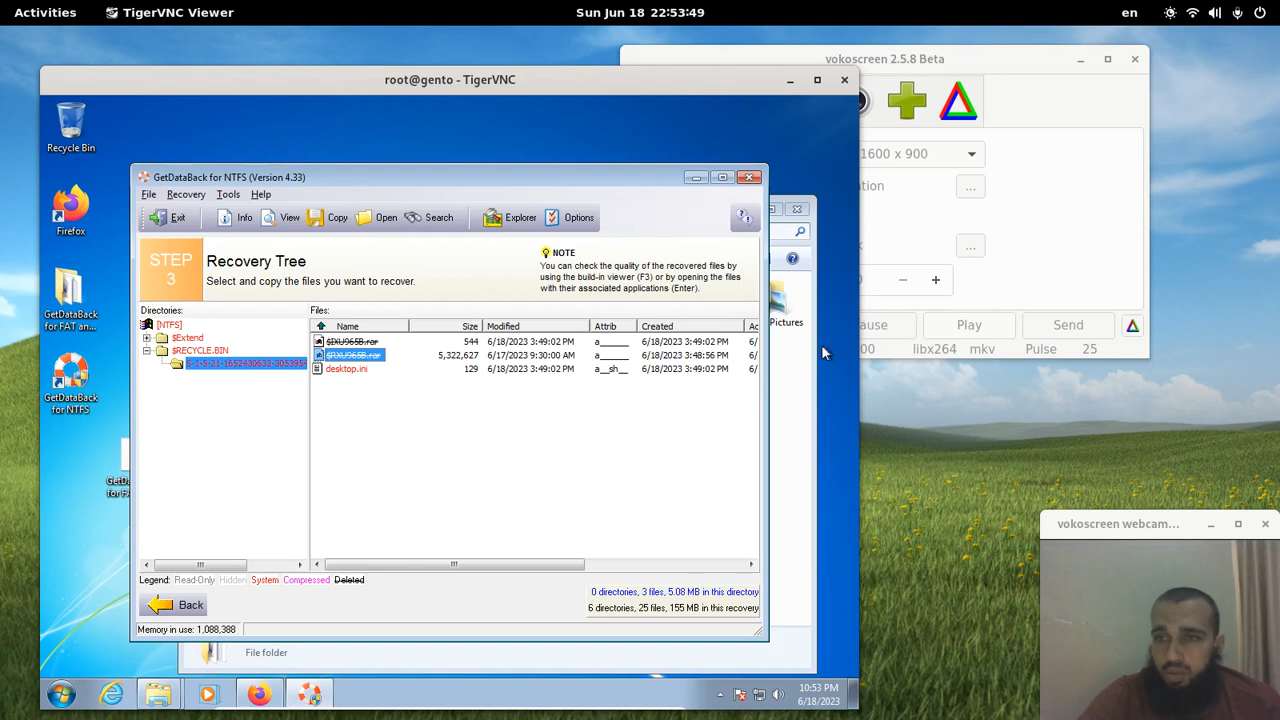 Activities TigerVNC Viewer Sun Jun 18 22:53:49 en
vokoscreen 2.5.8 Beta
root@gento - TigerVNC
Recycle Bin
Firefox
GetDataBack
for FAT an...
GetDataBack
for NTFS
GetDataBack for NTFS (Version 4.33)
File Recovery Tools Help
Exit Info View Copy Open Search Explorer Options
STEP
3
Recovery Tree
Select and copy the files you want to recover.
NOTE
You can check the quality of the recovered files by
using the build-in viewer (F3) or by opening the files
with their associated applications (Enter).
Directories:
[NTFS]
$Extend
$RECYCLE.BIN
Files:
Name Size Modified Attrib Created
$IXU965B.rar 544 6/18/2023 3:49:02 PM a______ 6/18/2023 3:49:02 PM 6/
$RXU965B.rar 5,322,627 6/17/2023 9:30:00 AM a______ 6/18/2023 3:48:56 PM 6/
desktop.ini 129 6/18/2023 3:49:02 PM a__sh__ 6/18/2023 3:49:02 PM 6/
Legend: Read-Only Hidden System Compressed Deleted
0 directories, 3 files, 5.08 MB in this directory
6 directories, 25 files, 155 MB in this recovery
Back
Memory in use: 1,088,388
File folder
Pictures
10:53 PM
6/18/2023
1600 x 900
Play Send
libx264 mkv Pulse 25
vokoscreen webcam...